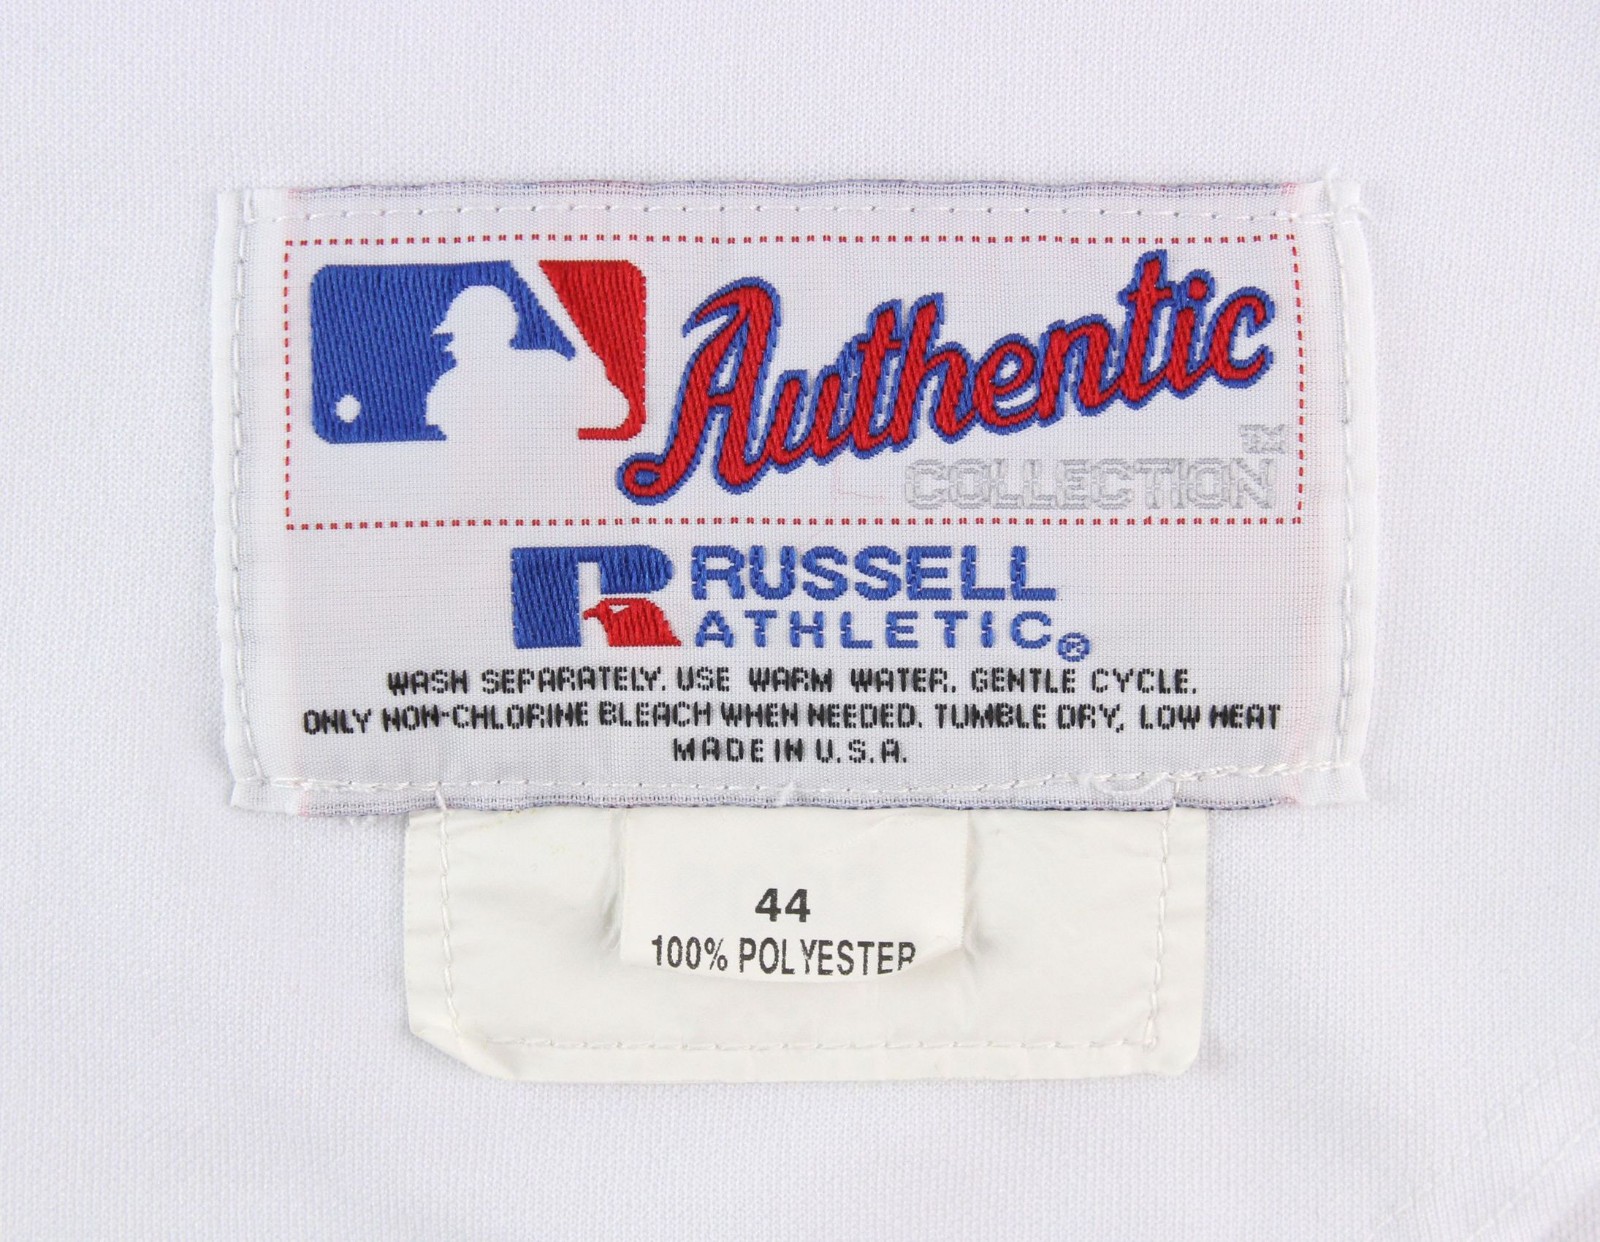 Authentic
TM
COLLECTION
RUSSELL
ATHLETIC®
WASH SEPARATELY. USE WARM WATER. GENTLE CYCLE.
ONLY NON-CHLORINE BLEACH WHEN NEEDED. TUMBLE DRY, LOW HEAT
MADE IN U.S.A.
44
100% POLYESTER